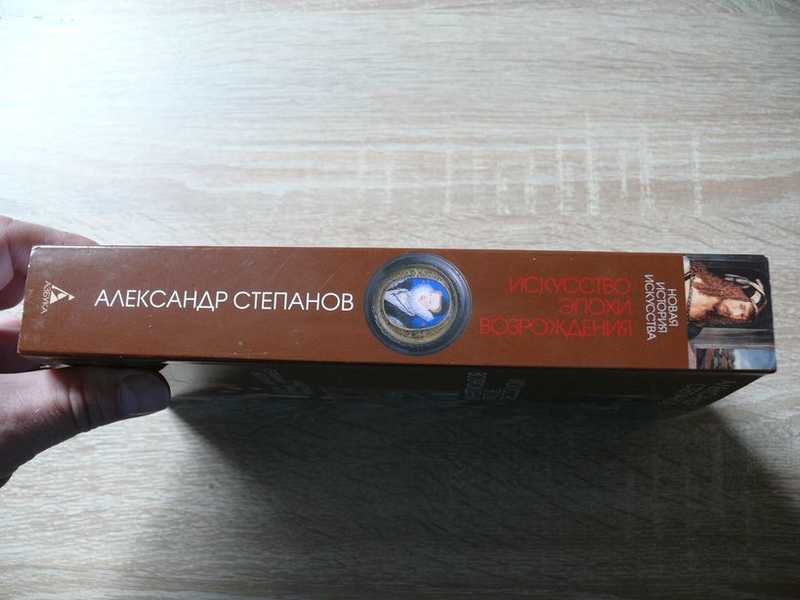 АЗБУКА
АЛЕКСАНДР СТЕПАНОВ
ИСКУССТВО
ЭПОХИ
ВОЗРОЖДЕНИЯ
НОВАЯ
ИСТОРИЯ
ИСКУССТВА